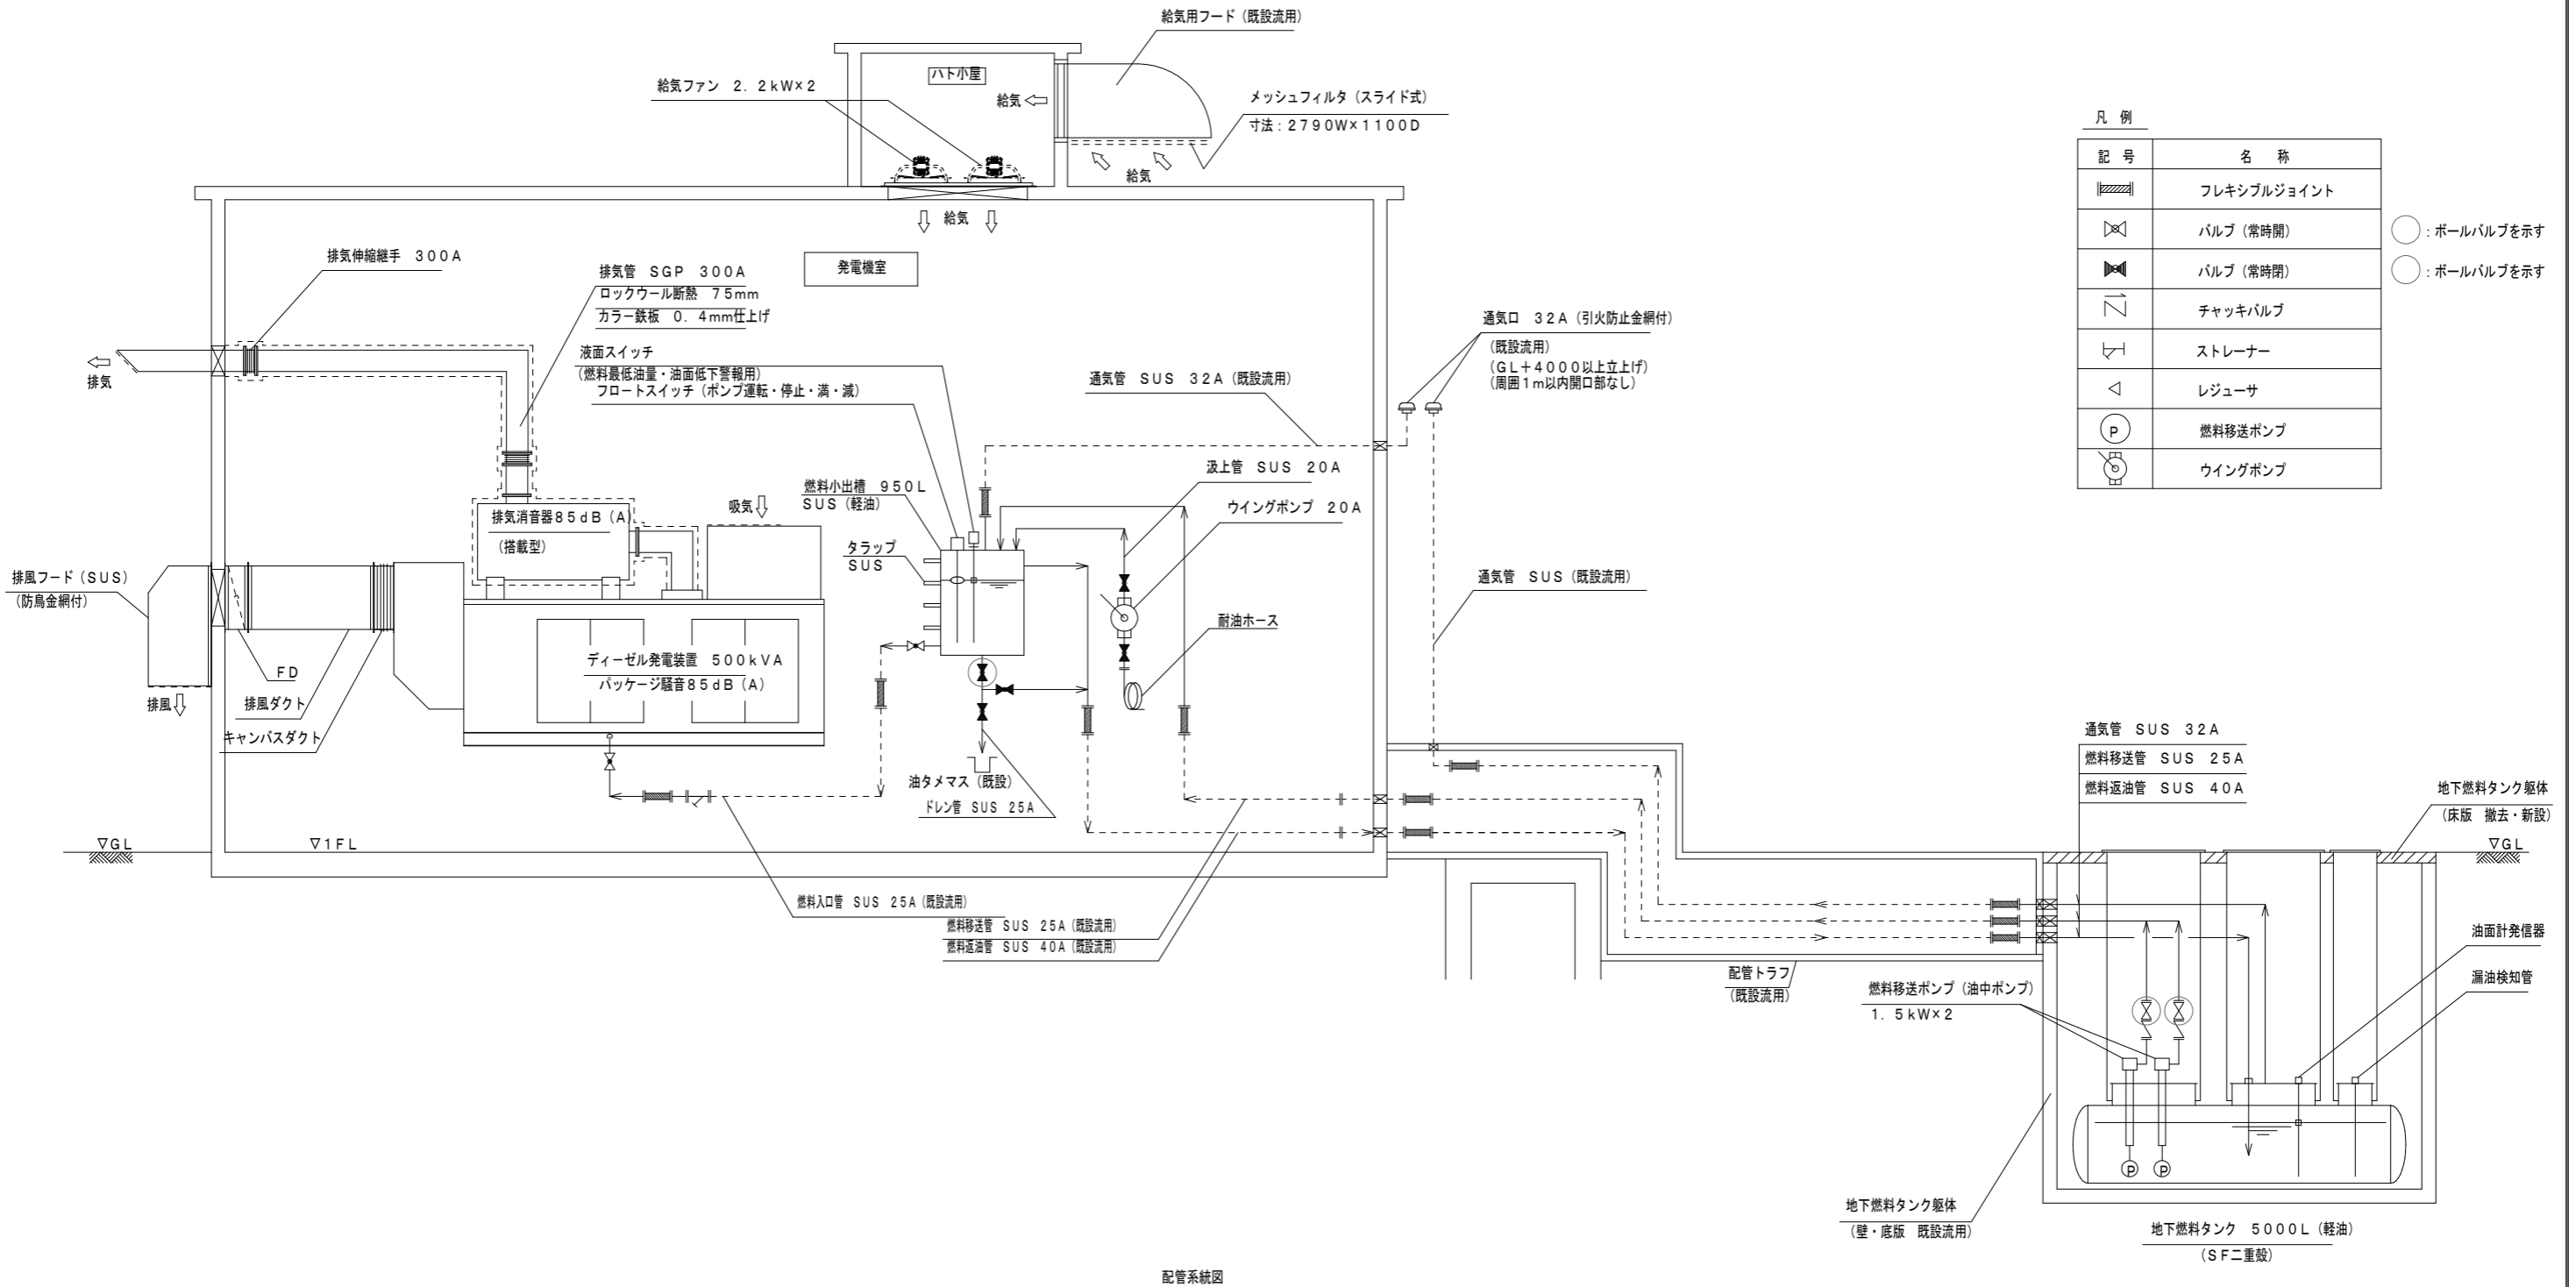 給気用フード（既設流用）
ハト小屋
給気ファン　２．２ｋＷ×２
給気
メッシュフィルタ（スライド式）
寸法：２７９０Ｗ×１１００Ｄ
給気
給気
発電機室
排気伸縮継手　３００Ａ
排気管　ＳＧＰ　３００Ａ
ロックウール断熱　７５ｍｍ
カラー鉄板　０．４ｍｍ仕上げ
排気
液面スイッチ
（燃料最低油量・油面低下警報用）
フロートスイッチ（ポンプ運転・停止・満・減）
通気管　ＳＵＳ　３２Ａ（既設流用）
通気口　３２Ａ（引火防止金網付）
（既設流用）
（ＧＬ＋４０００以上立上げ）
（周囲１ｍ以内開口部なし）
凡　例
記　号　名　称
フレキシブルジョイント
バルブ（常時開）　：ボールバルブを示す
バルブ（常時閉）　：ボールバルブを示す
チャッキバルブ
ストレーナー
レジューサ
Ｐ　燃料移送ポンプ
ウイングポンプ
汲上管　ＳＵＳ　２０Ａ
ウイングポンプ　２０Ａ
燃料小出槽　９５０Ｌ
ＳＵＳ（軽油）
吸気
排気消音器８５ｄＢ（Ａ）
（搭載型）
タラップ
ＳＵＳ
排風フード（ＳＵＳ）
（防鳥金網付）
通気管　ＳＵＳ（既設流用）
耐油ホース
ディーゼル発電装置　５００ｋＶＡ
パッケージ騒音８５ｄＢ（Ａ）
ＦＤ
排風
排風ダクト
キャンバスダクト
油タメマス（既設）
ドレン管　ＳＵＳ　２５Ａ
通気管　ＳＵＳ　３２Ａ
燃料移送管　ＳＵＳ　２５Ａ
燃料返油管　ＳＵＳ　４０Ａ
地下燃料タンク躯体
（床版　撤去・新設）
▽ＧＬ
▽１ＦＬ
▽ＧＬ
燃料入口管　ＳＵＳ　２５Ａ（既設流用）
燃料移送管　ＳＵＳ　２５Ａ（既設流用）
燃料返油管　ＳＵＳ　４０Ａ（既設流用）
配管トラフ
（既設流用）
燃料移送ポンプ（油中ポンプ）
１．５ｋＷ×２
油面計発信器
漏油検知管
Ｐ　Ｐ
地下燃料タンク躯体
（壁・底版　既設流用）
地下燃料タンク　５０００Ｌ（軽油）
（ＳＦ二重殻）
配管系統図